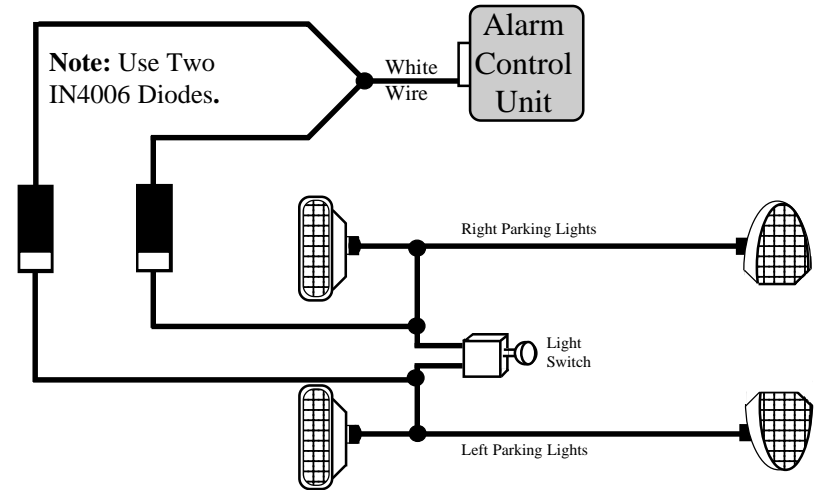 Note: Use Two
IN4006 Diodes.
White
Wire
Alarm
Control
Unit
Right Parking Lights
Light
Switch
Left Parking Lights